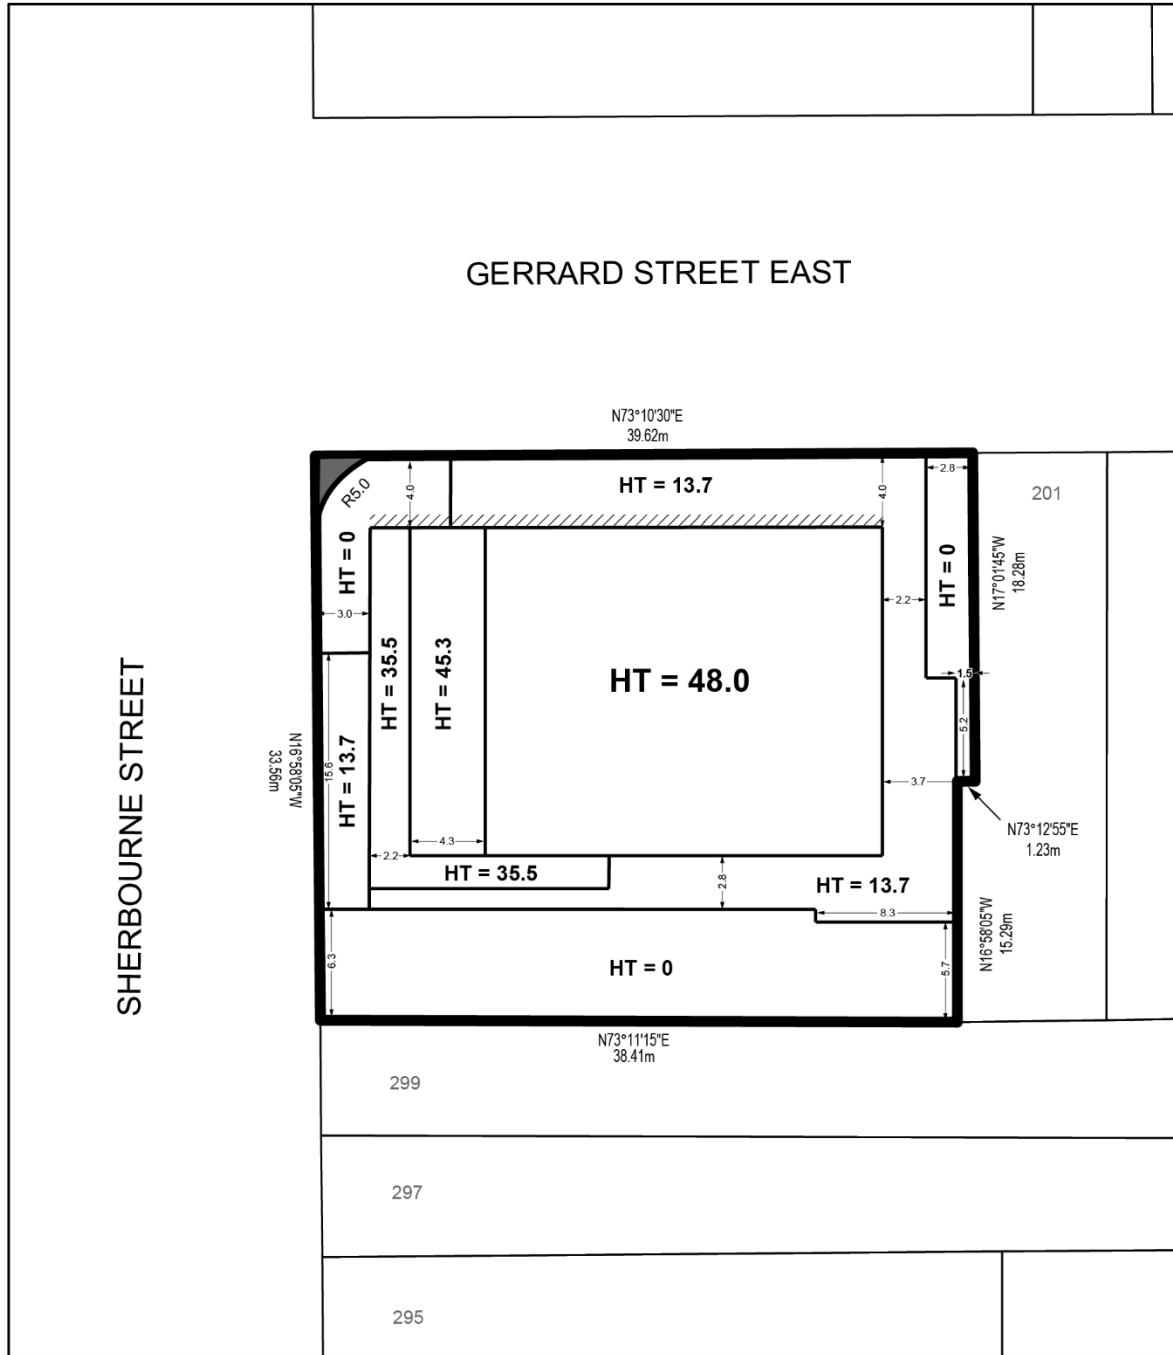 GERRARD STREET EAST
N73°10'30"E
39.62m
R5.0
4.0
HT = 13.7
4.0
2.8
201
HT = 0
HT = 0
N17°01'45"W
18.28m
2.2
3.0
HT = 35.5
HT = 45.3
HT = 48.0
1.5
5.2
SHERBOURNE STREET
N16°58'05"W
33.56m
15.6
HT = 13.7
3.7
N73°12'55"E
1.23m
4.3
2.2
HT = 35.5
2.8
HT = 13.7
8.3
6.3
HT = 0
5.7
N16°58'05"W
15.29m
N73°11'15"E
38.41m
299
297
295